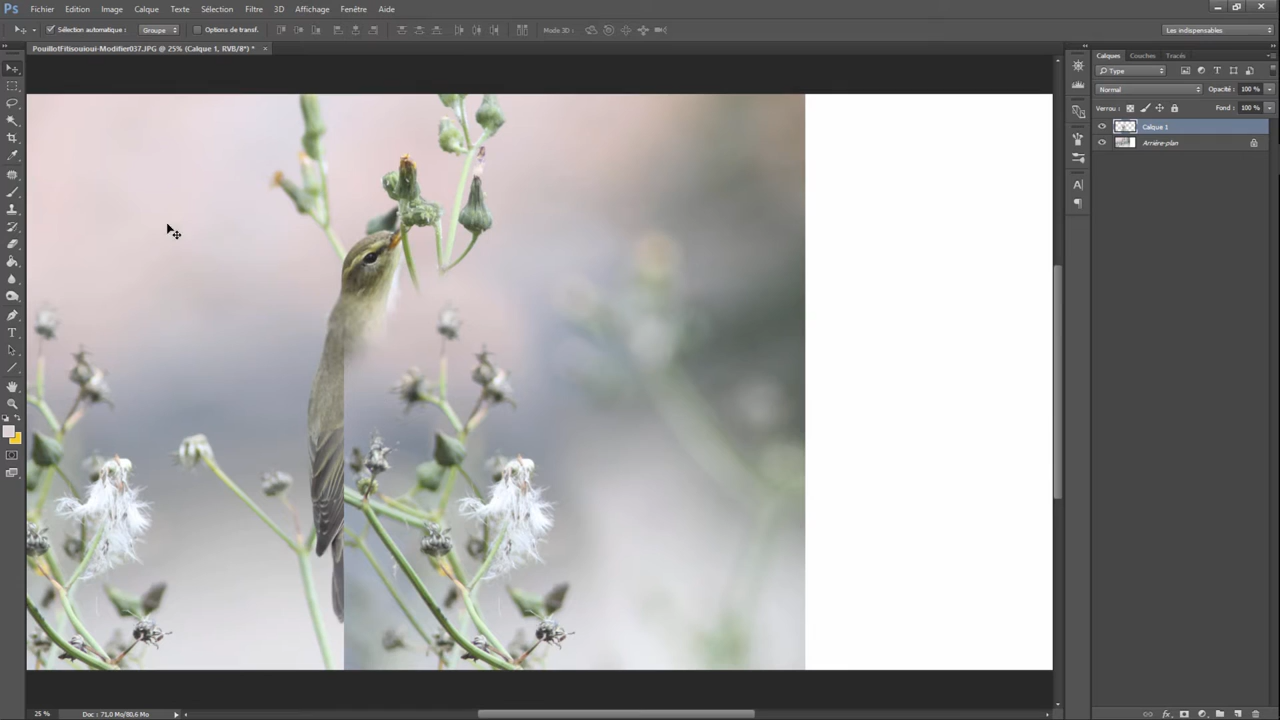 Ps Fichier Edition Image Calque Texte Sélection Filtre 3D Affichage Fenêtre Aide
Sélection automatique : Groupe Options de transf. Mode 3D : Les indispensables
PouillotFitisouioui-Modifier037.JPG @ 25% (Calque 1, RVB/8*) * ×
Calques Couches Tracés
Type
Normal Opacité : 100 %
Verrou : Fond : 100 %
Calque 1
Arrière-plan
25 % Doc : 71,0 Mo/80,6 Mo